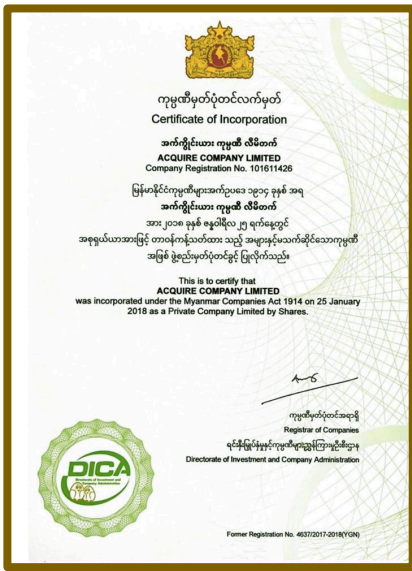 ကုမ္ပဏီမှတ်ပုံတင်လက်မှတ်
Certificate of Incorporation
အက်ကွိုင်းယား ကုမ္ပဏီ လီမိတက်
ACQUIRE COMPANY LIMITED
Company Registration No. 101611426
မြန်မာနိုင်ငံကုမ္ပဏီများအက်ဥပဒေ ၁၉၁၄ ခုနှစ် အရ
အက်ကွိုင်းယား ကုမ္ပဏီ လီမိတက်
အား ၂၀၁၈ ခုနှစ် ဇန္နဝါရီလ ၂၅ ရက်နေ့တွင်
အစုရှယ်ယာအားဖြင့် တာဝန်ကန့်သတ်ထား သည့် အများနှင့်မသက်ဆိုင်သောကုမ္ပဏီ
အဖြစ် ဖွဲ့စည်းမှတ်ပုံတင်ခွင့် ပြုလိုက်သည်။
This is to certify that
ACQUIRE COMPANY LIMITED
was incorporated under the Myanmar Companies Act 1914 on 25 January
2018 as a Private Company Limited by Shares.
ကုမ္ပဏီမှတ်ပုံတင်အရာရှိ
Registrar of Companies
ရင်းနှီးမြှုပ်နှံမှုနှင့်ကုမ္ပဏီများညွှန်ကြားမှုဦးစီးဌာန
Directorate of Investment and Company Administration
DICA
Directorate of Investment and
Company Administration
Former Registration No. 4637/2017-2018(YGN)